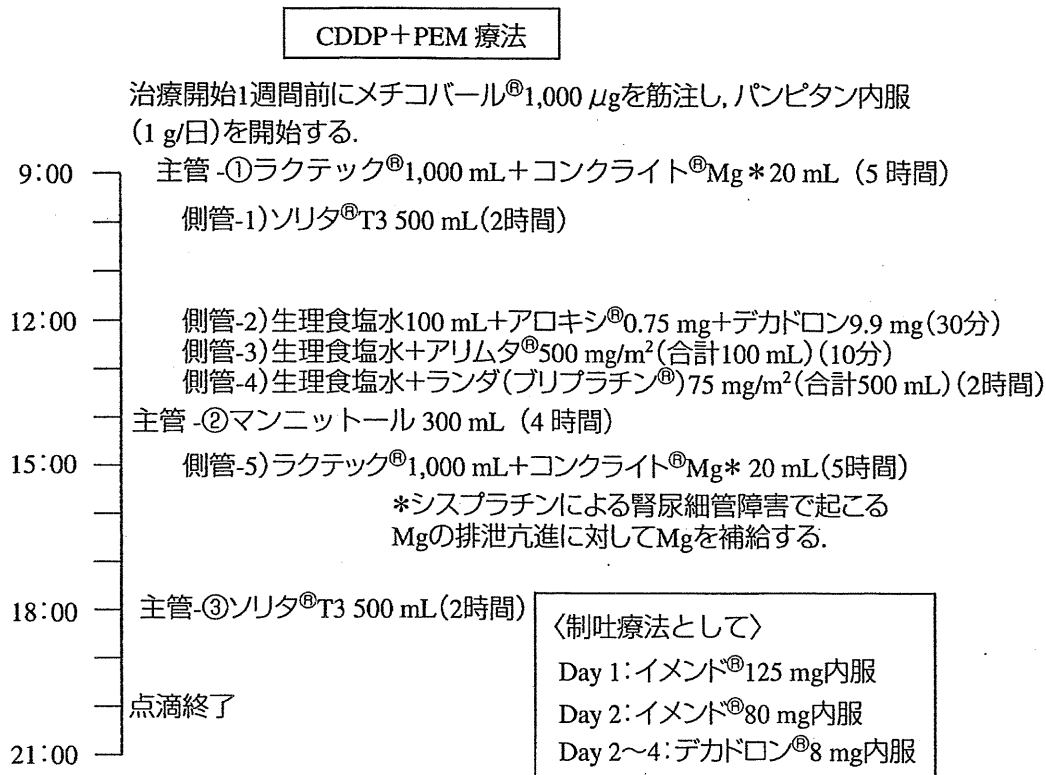 CDDP＋PEM 療法
治療開始1週間前にメチコバール®1,000 μgを筋注し, パンビタン内服
(1 g/日)を開始する.
9:00 主管-①ラクテック®1,000 mL＋コンクライト®Mg＊20 mL (5 時間)
側管-1)ソリタ®T3 500 mL(2時間)
12:00 側管-2)生理食塩水100 mL＋アロキシ®0.75 mg＋デカドロン9.9 mg(30分)
側管-3)生理食塩水＋アリムタ®500 mg/m²(合計100 mL)(10分)
側管-4)生理食塩水＋ランダ(ブリプラチン®)75 mg/m²(合計500 mL)(2時間)
主管-②マンニットール 300 mL (4 時間)
15:00 側管-5)ラクテック®1,000 mL＋コンクライト®Mg＊ 20 mL(5時間)
＊シスプラチンによる腎尿細管障害で起こる
Mgの排泄亢進に対してMgを補給する.
18:00 主管-③ソリタ®T3 500 mL(2時間)
〈制吐療法として〉
Day 1:イメンド®125 mg内服
Day 2:イメンド®80 mg内服
点滴終了
Day 2〜4:デカドロン®8 mg内服
21:00